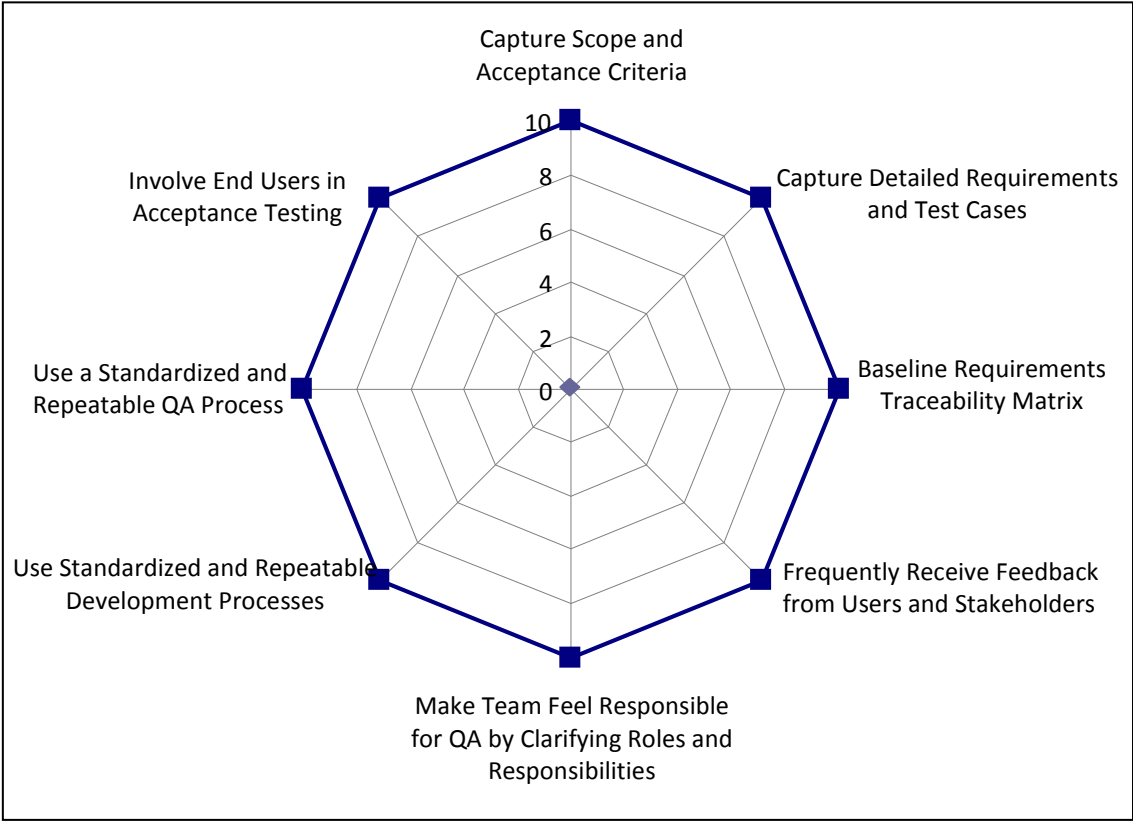 Capture Scope and
Acceptance Criteria
10
8
6
4
2
0
Capture Detailed Requirements
and Test Cases
Baseline Requirements
Traceability Matrix
Frequently Receive Feedback
from Users and Stakeholders
Make Team Feel Responsible
for QA by Clarifying Roles and
Responsibilities
Use Standardized and Repeatable
Development Processes
Use a Standardized and
Repeatable QA Process
Involve End Users in
Acceptance Testing